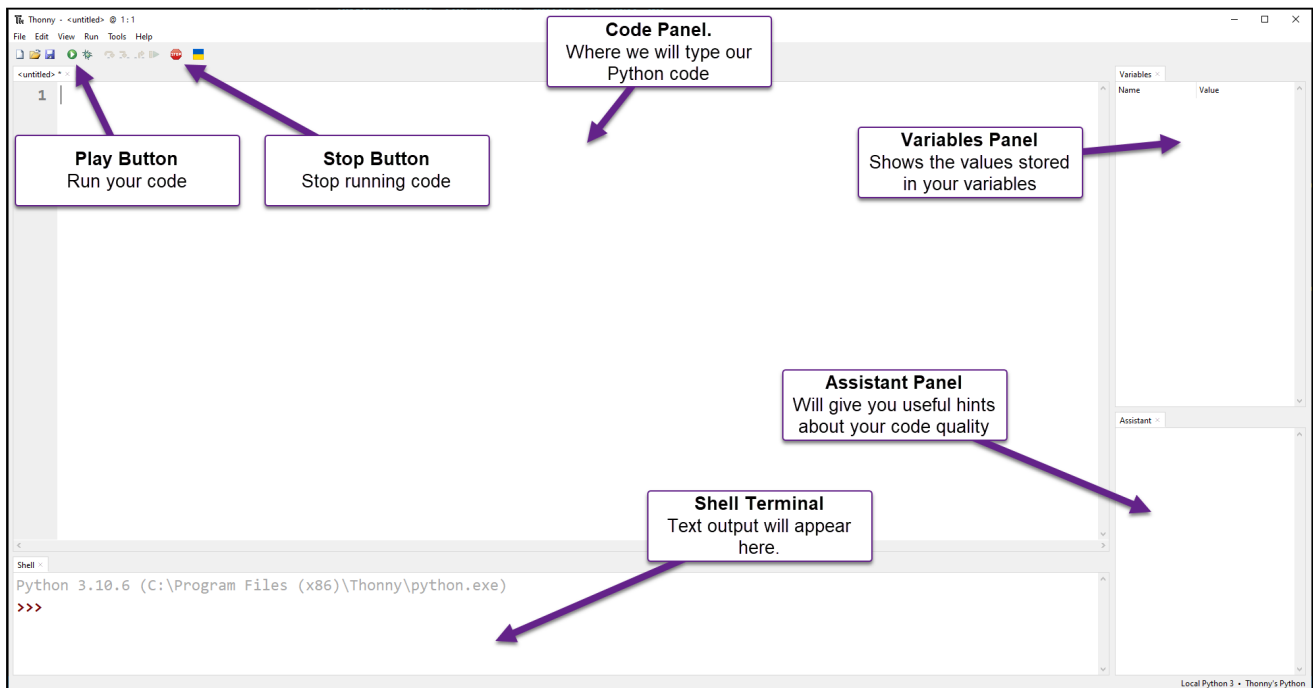 Thonny - <untitled> @ 1:1
File Edit View Run Tools Help
STOP
<untitled> *
1
Code Panel.
Where we will type our
Python code
Play Button
Run your code
Stop Button
Stop running code
Variables
Name Value
Variables Panel
Shows the values stored
in your variables
Assistant Panel
Will give you useful hints
about your code quality
Assistant
Shell Terminal
Text output will appear
here.
Shell
Python 3.10.6 (C:\Program Files (x86)\Thonny\python.exe)
>>>
Local Python 3 • Thonny's Python